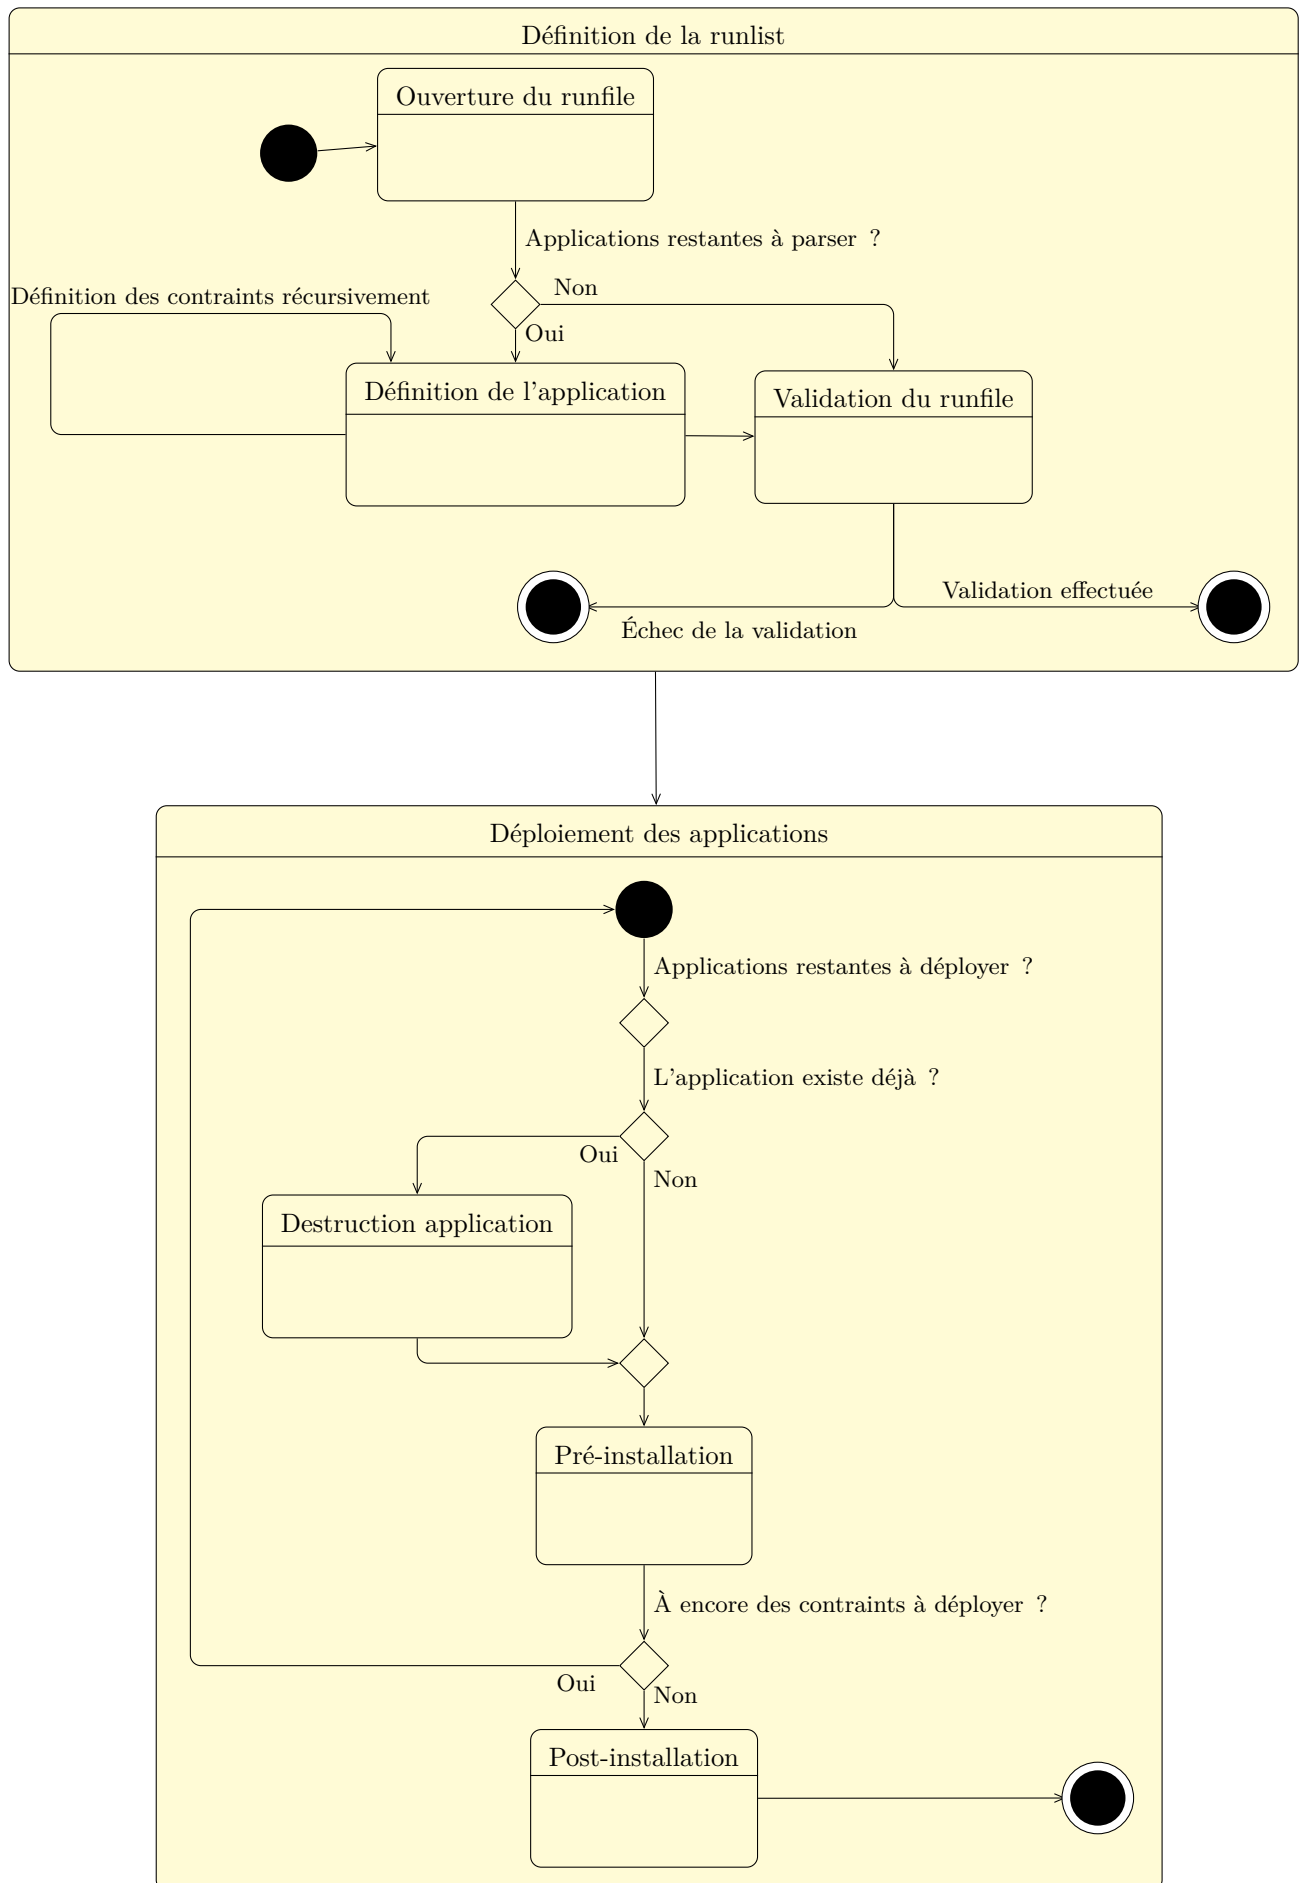 Définition de la runlist
Ouverture du runfile
Applications restantes à parser ?
Définition des contraints récursivement
Non
Oui
Définition de l'application
Validation du runfile
Validation effectuée
Échec de la validation
Déploiement des applications
Applications restantes à déployer ?
L'application existe déjà ?
Oui
Non
Destruction application
Pré-installation
À encore des contraints à déployer ?
Oui
Non
Post-installation